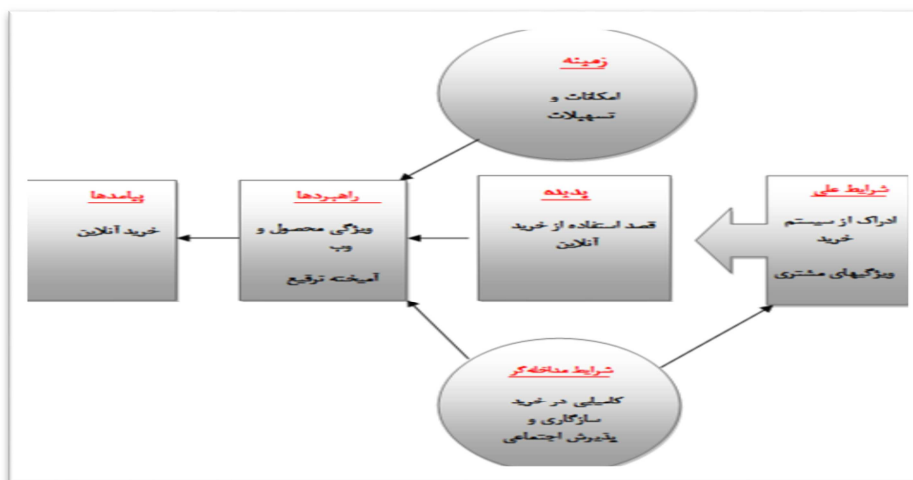 زمینه
امکانات و
تسهیلات
شرایط علی
ادراک از سیستم
خرید
ویژگیهای مشتری
پدیده
قصد استفاده از خرید
آنلاین
راهبردها
ویژگی محصول و
وب
آمیخته ترفیع
پیامدها
خرید آنلاین
شرایط مداخله‌گر
در خرید
سازگاری و
پذیرش اجتماعی